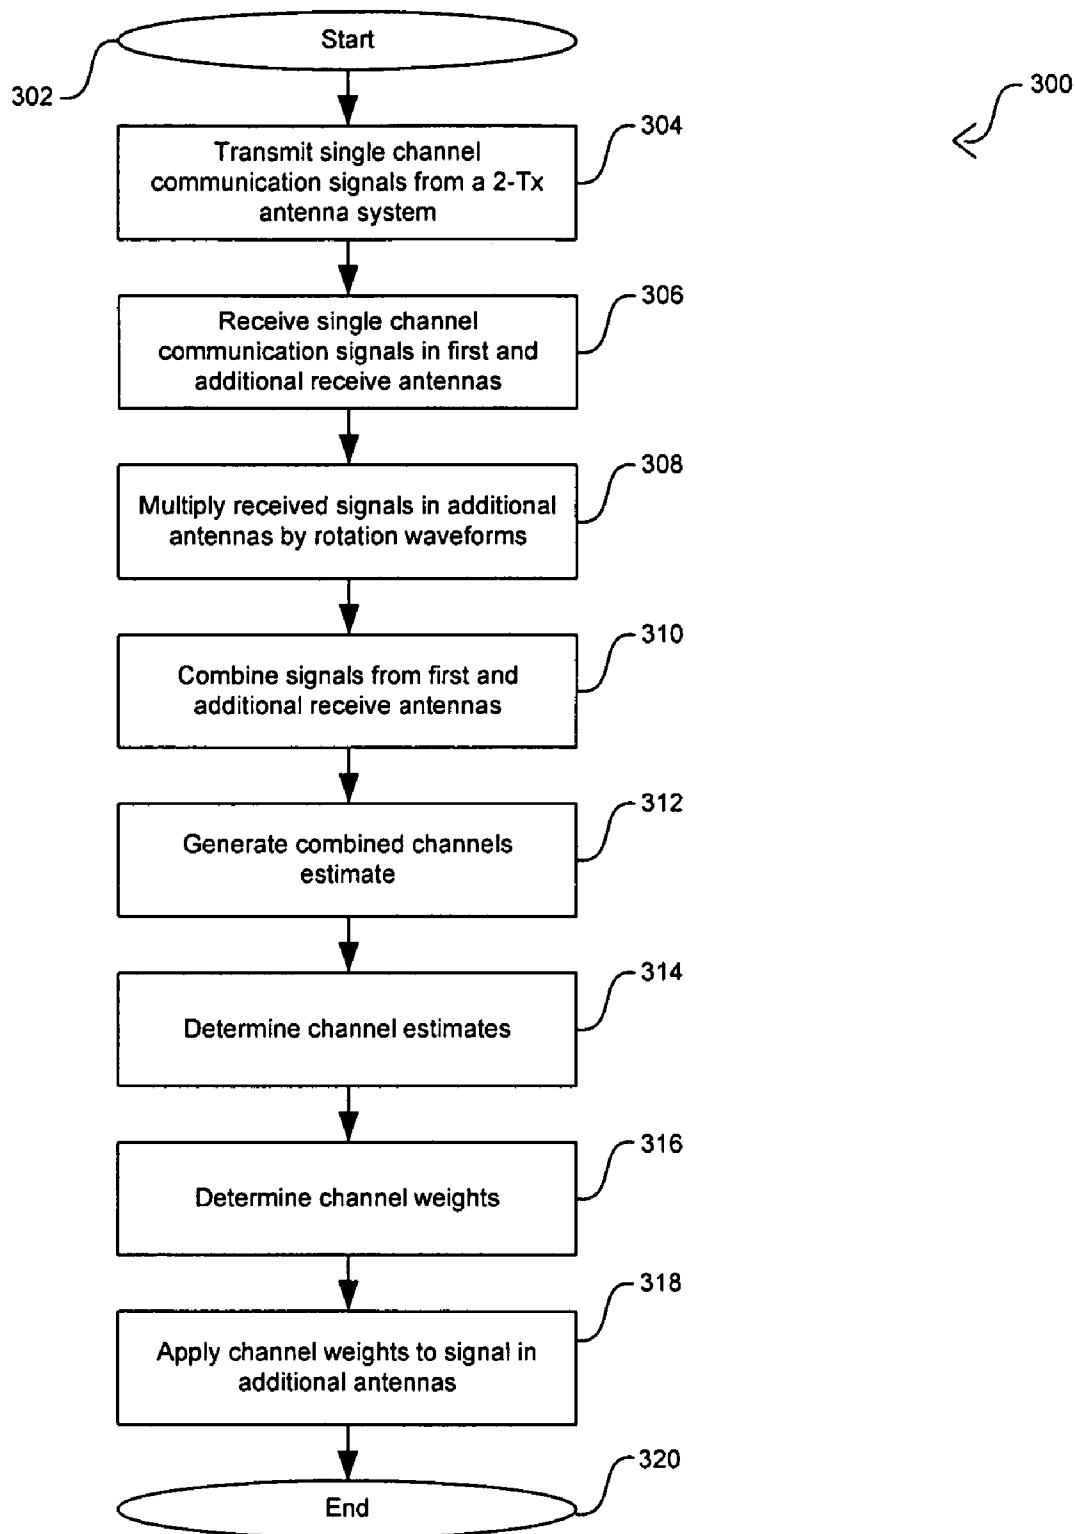 Start
302
300
304
Transmit single channel
communication signals from a 2-Tx
antenna system
306
Receive single channel
communication signals in first and
additional receive antennas
308
Multiply received signals in additional
antennas by rotation waveforms
310
Combine signals from first and
additional receive antennas
312
Generate combined channels
estimate
314
Determine channel estimates
316
Determine channel weights
318
Apply channel weights to signal in
additional antennas
320
End